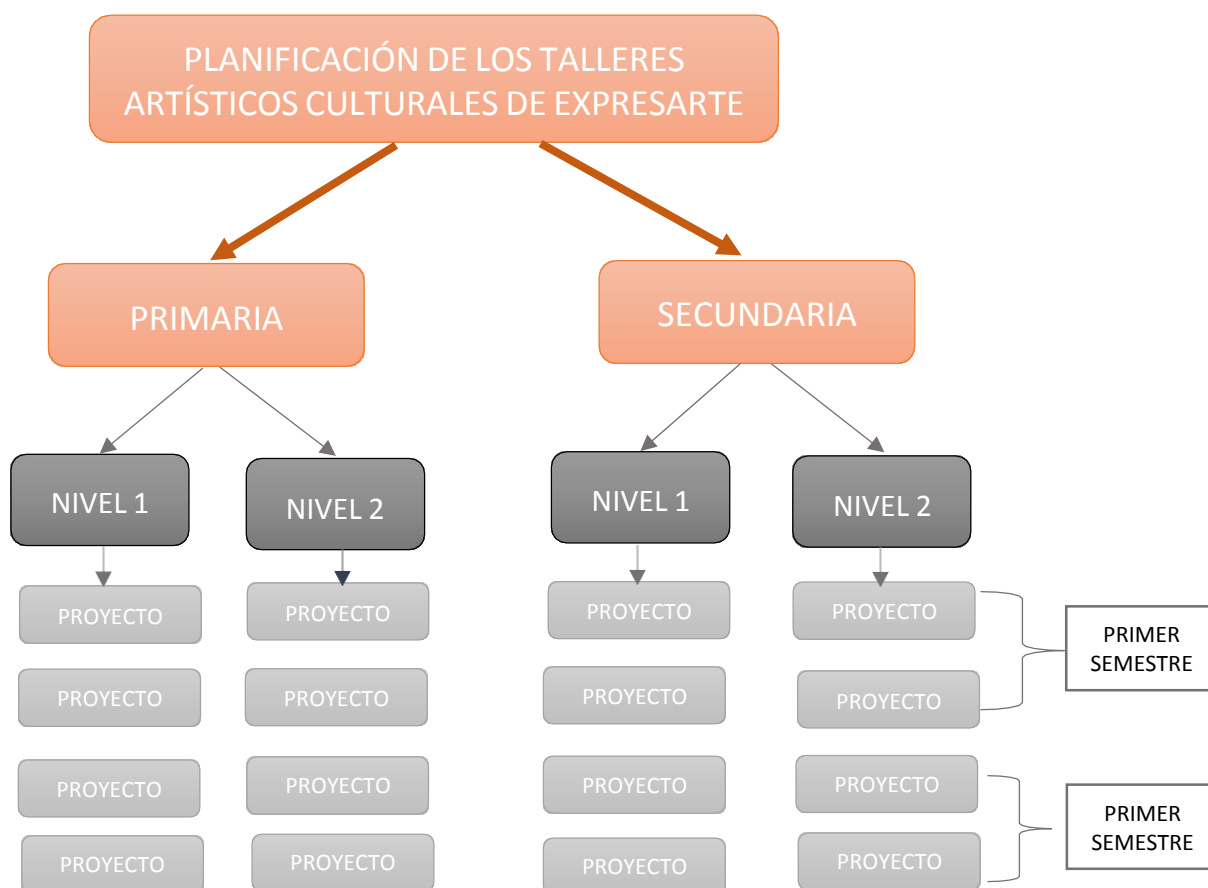 PLANIFICACIÓN DE LOS TALLERES
ARTÍSTICOS CULTURALES DE EXPRESARTE
PRIMARIA
SECUNDARIA
NIVEL 1
NIVEL 2
NIVEL 1
NIVEL 2
PROYECTO
PROYECTO
PROYECTO
PROYECTO
PRIMER
SEMESTRE
PROYECTO
PROYECTO
PROYECTO
PROYECTO
PROYECTO
PROYECTO
PROYECTO
PROYECTO
PRIMER
SEMESTRE
PROYECTO
PROYECTO
PROYECTO
PROYECTO